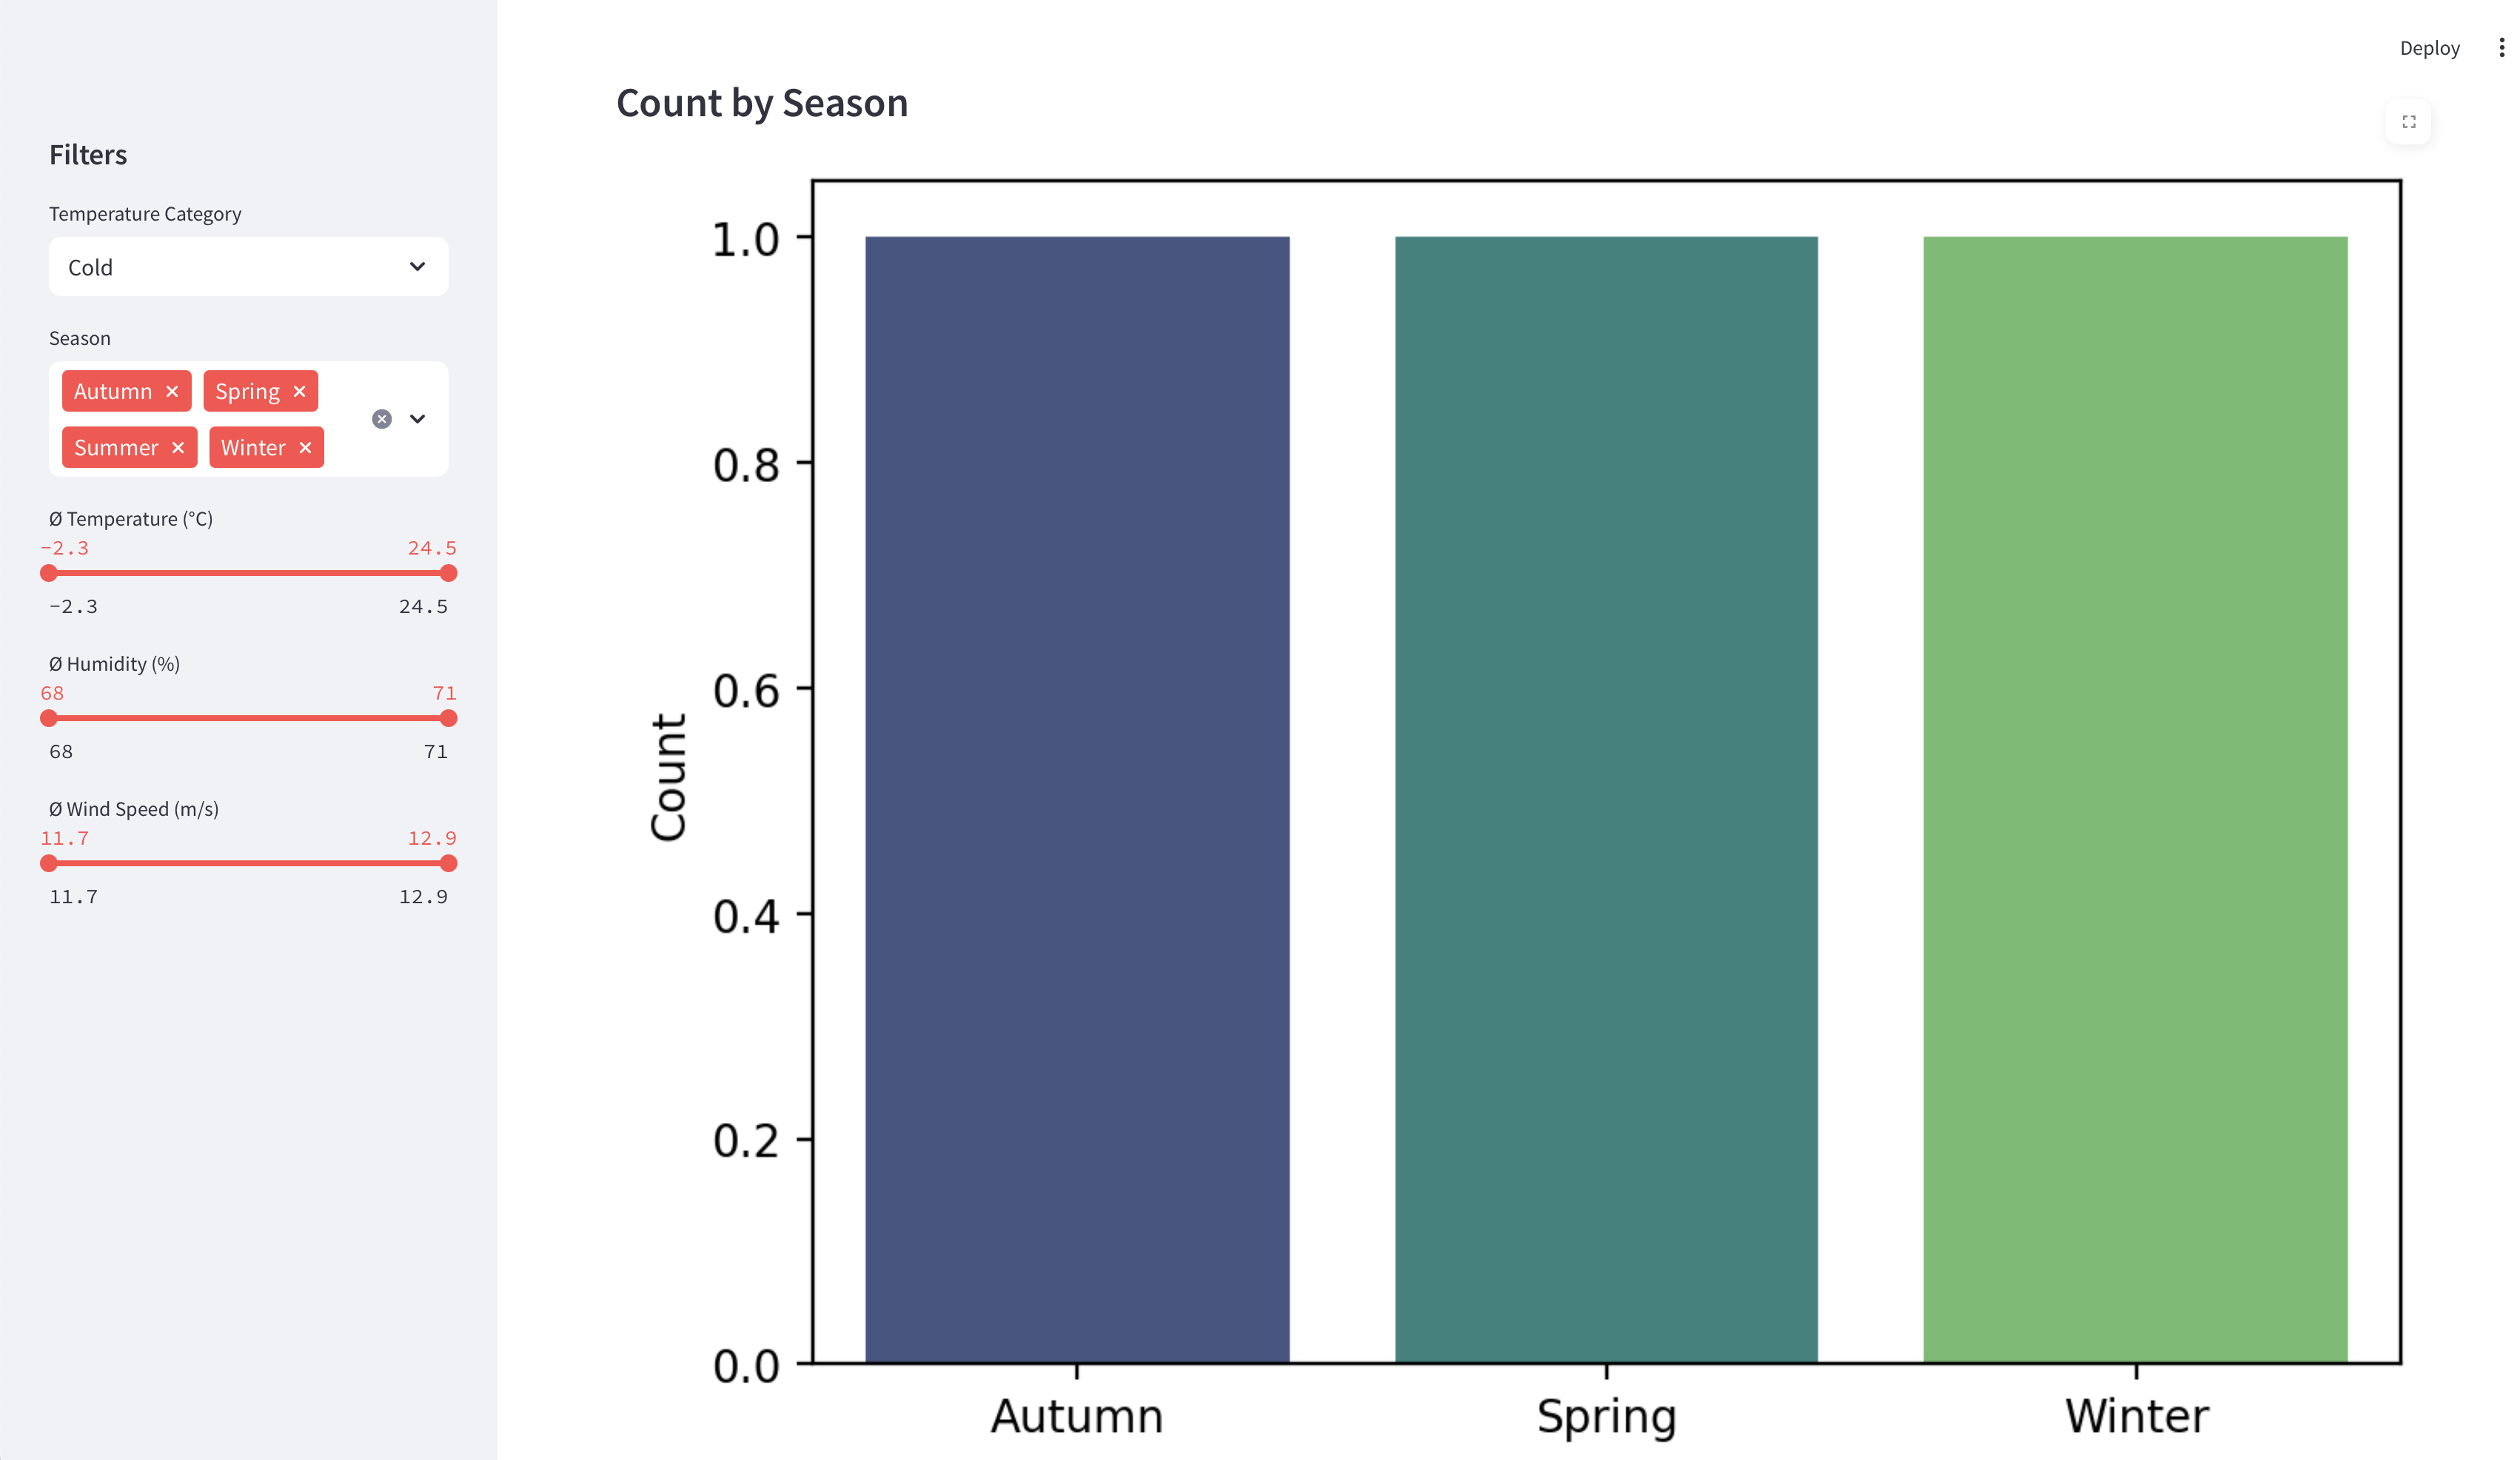 Deploy
Filters
Temperature Category
Cold
Season
Autumn Spring
Summer Winter
Ø Temperature (°C)
−2.3 24.5
−2.3 24.5
Ø Humidity (%)
68 71
68 71
Ø Wind Speed (m/s)
11.7 12.9
11.7 12.9
Count by Season
1.0
0.8
0.6
0.4
0.2
0.0
Count
Autumn Spring Winter